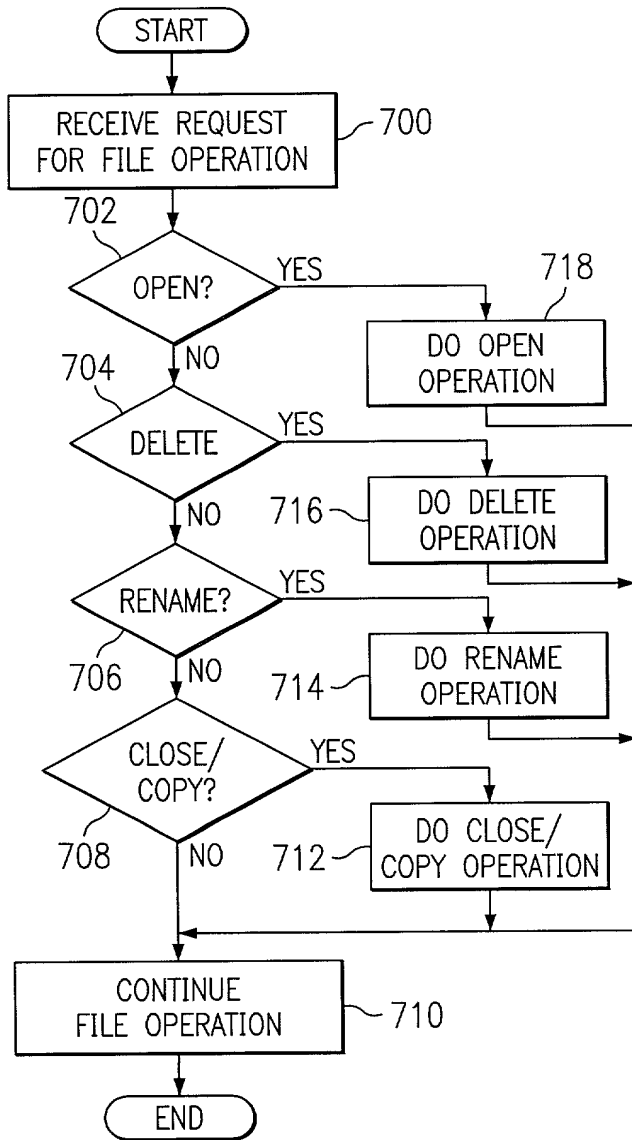 START
RECEIVE REQUEST
FOR FILE OPERATION
700
702
OPEN?
YES
NO
718
DO OPEN
OPERATION
704
DELETE
YES
NO
716
DO DELETE
OPERATION
RENAME?
YES
706
NO
714
DO RENAME
OPERATION
CLOSE/
COPY?
YES
708
NO
712
DO CLOSE/
COPY OPERATION
CONTINUE
FILE OPERATION
710
END